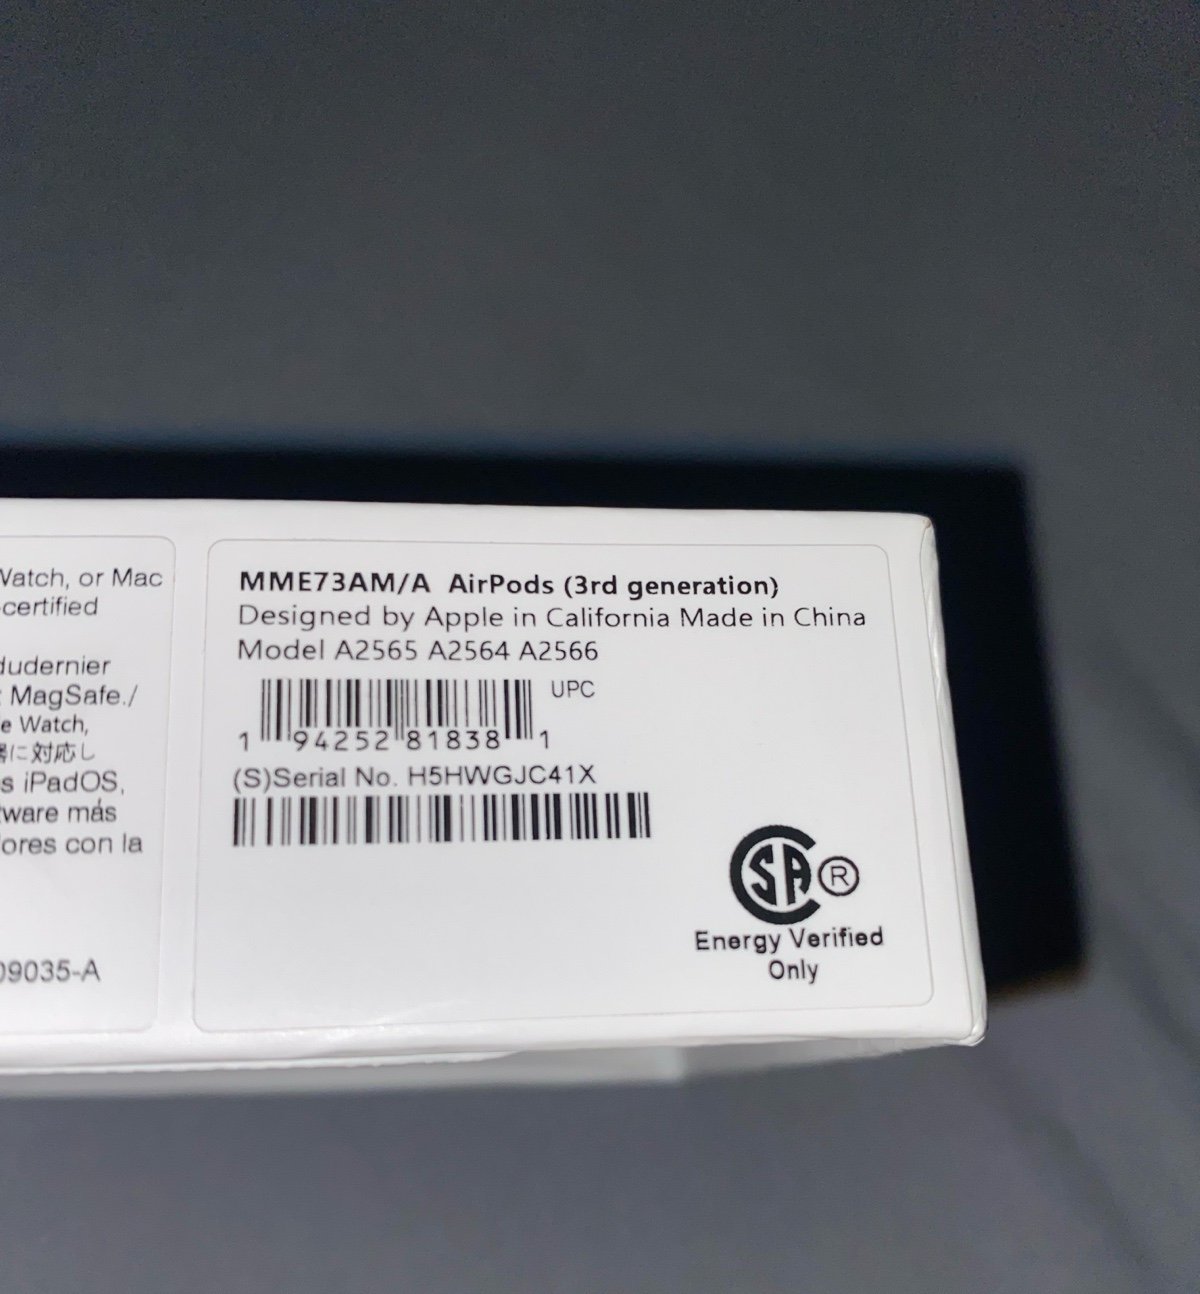 Watch, or Mac
-certified
dudernier
MagSafe./
e Watch,
に対応し
s iPadOS,
ware más
ores con la
09035-A
MME73AM/A AirPods (3rd generation)
Designed by Apple in California Made in China
Model A2565 A2564 A2566
UPC
1 94252 81838 1
(S)Serial No. H5HWGJC41X
SA ®
Energy Verified
Only